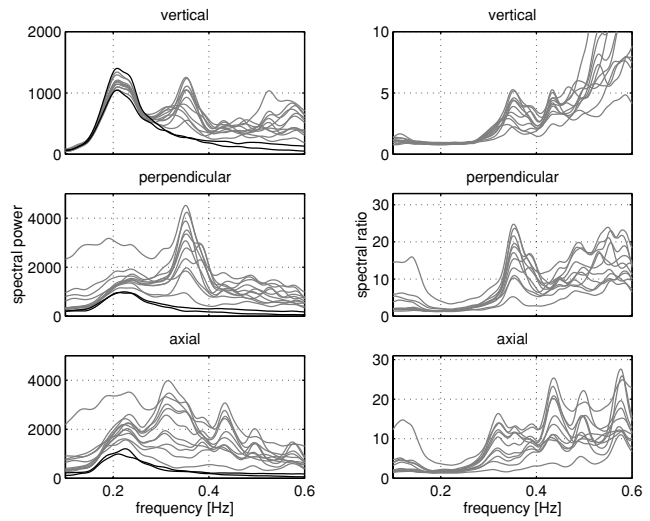 vertical
vertical
2000
1000
0
10
5
0
perpendicular
perpendicular
spectral power
4000
2000
0
spectral ratio
30
20
10
0
axial
axial
4000
2000
0
30
20
10
0
0.2 0.4 0.6
0.2 0.4 0.6
frequency [Hz]
frequency [Hz]